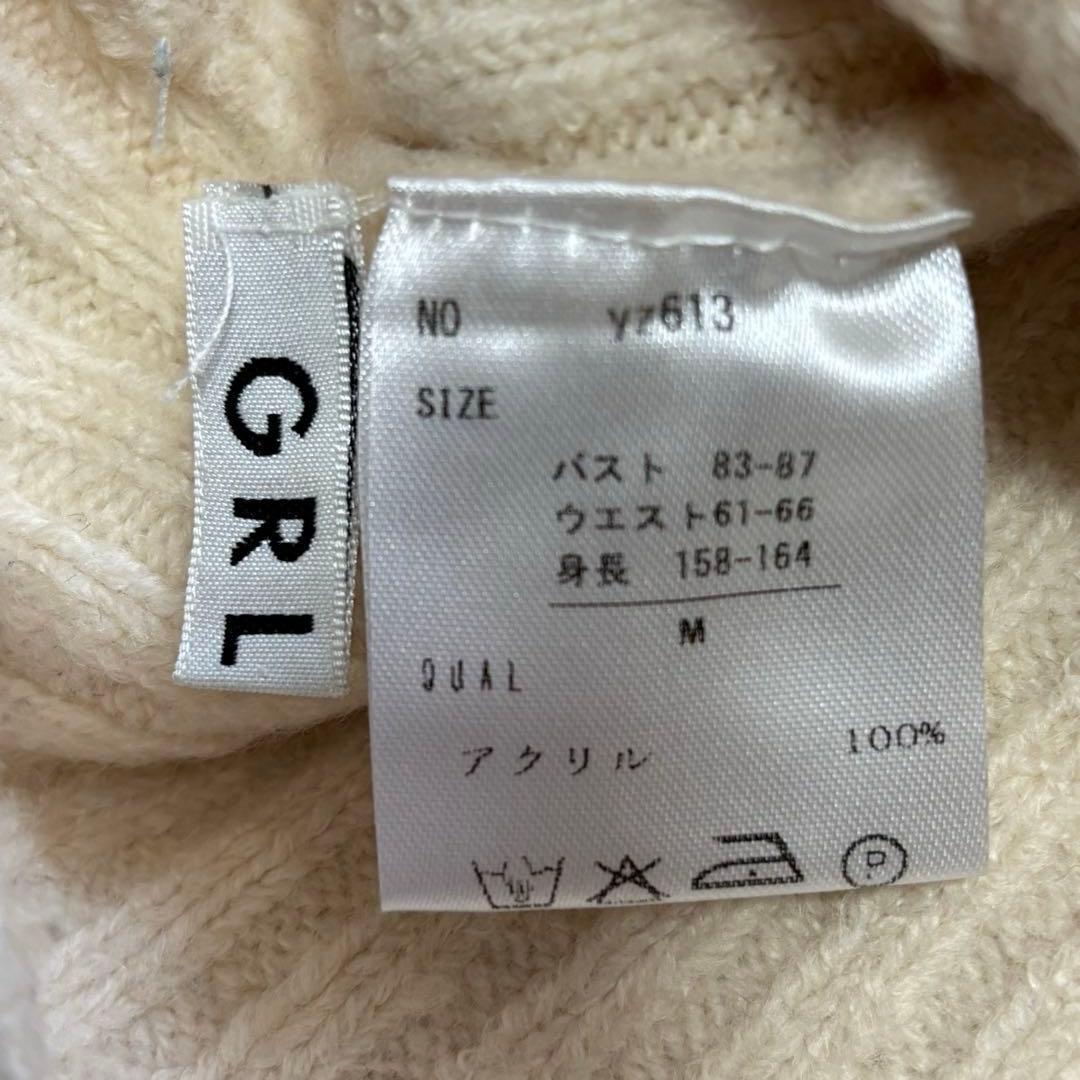 GRL
NO yz613
SIZE
バスト 83-87
ウエスト61-66
身長 158-164
M
QUAL
アクリル 100%
P